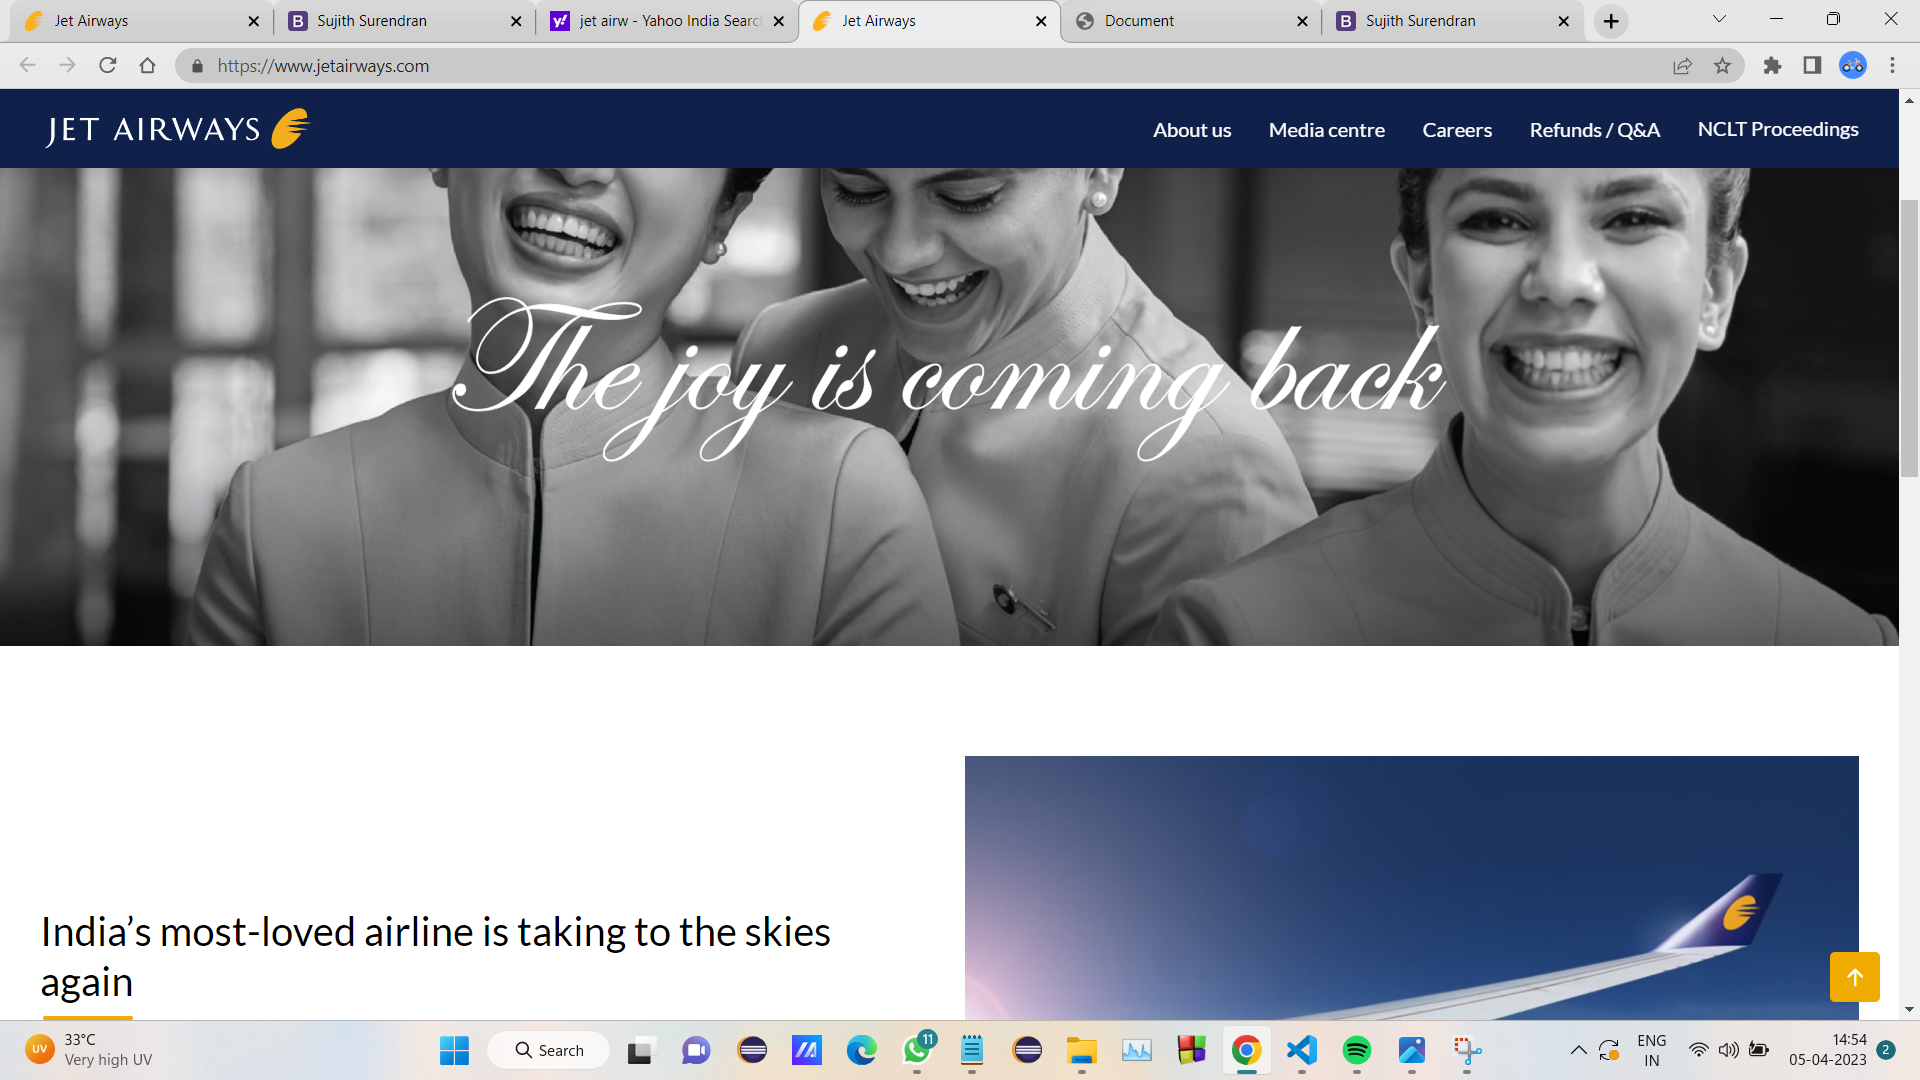 Jet Airways
Sujith Surendran
jet airw - Yahoo India Searc
Jet Airways
Document
Sujith Surendran
https://www.jetairways.com
JET AIRWAYS
About us
Media centre
Careers
Refunds / Q&A
NCLT Proceedings
The joy is coming back
India’s most-loved airline is taking to the skies
again
UV
33°C
Very high UV
Search
11
ENG
IN
14:54
05-04-2023
2